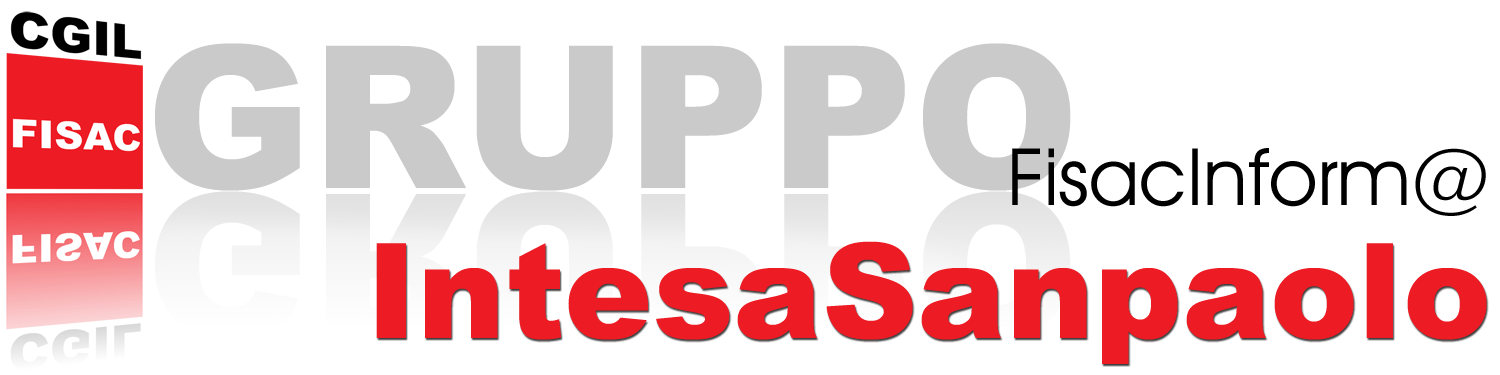 CGIL
FISAC
GRUPPO
FisacInform@
IntesaSanpaolo